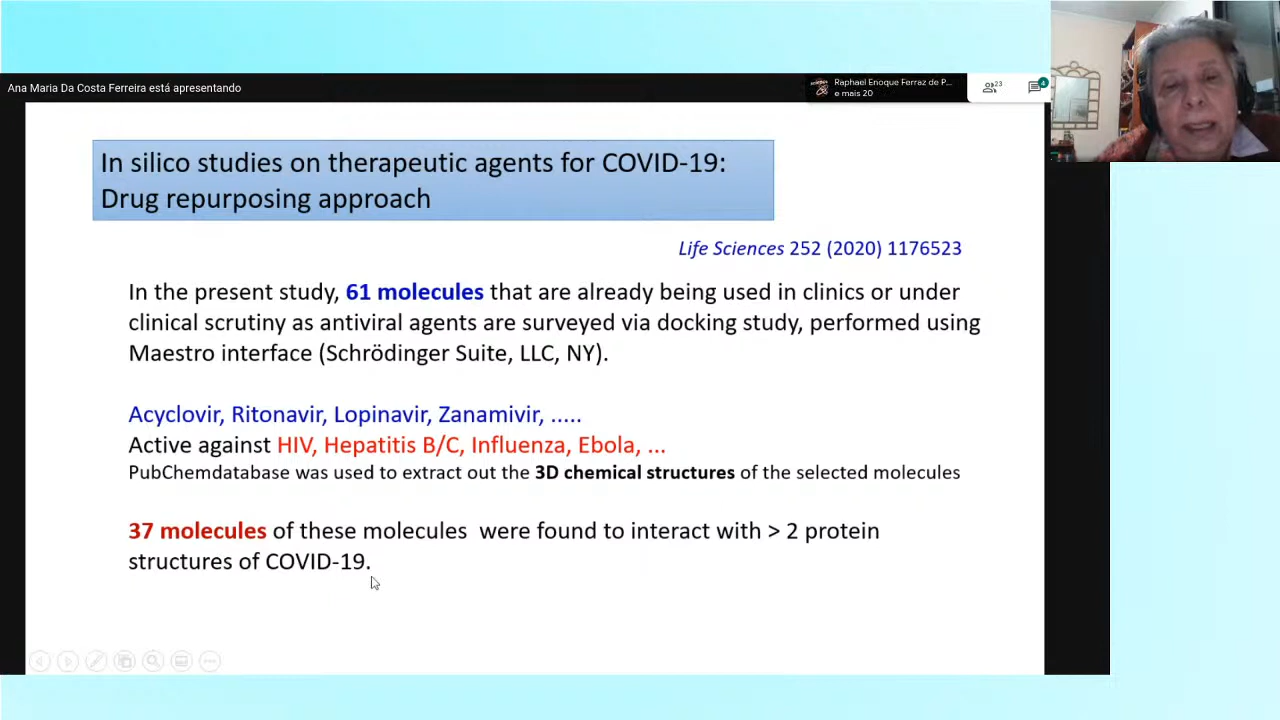 Ana Maria Da Costa Ferreira está apresentando
Raphael Enoque Ferraz de P...
e mais 20
23
4
In silico studies on therapeutic agents for COVID-19:
Drug repurposing approach
Life Sciences 252 (2020) 1176523
In the present study, 61 molecules that are already being used in clinics or under
clinical scrutiny as antiviral agents are surveyed via docking study, performed using
Maestro interface (Schrödinger Suite, LLC, NY).
Acyclovir, Ritonavir, Lopinavir, Zanamivir, .....
Active against HIV, Hepatitis B/C, Influenza, Ebola, ...
PubChemdatabase was used to extract out the 3D chemical structures of the selected molecules
37 molecules of these molecules were found to interact with > 2 protein
structures of COVID-19.